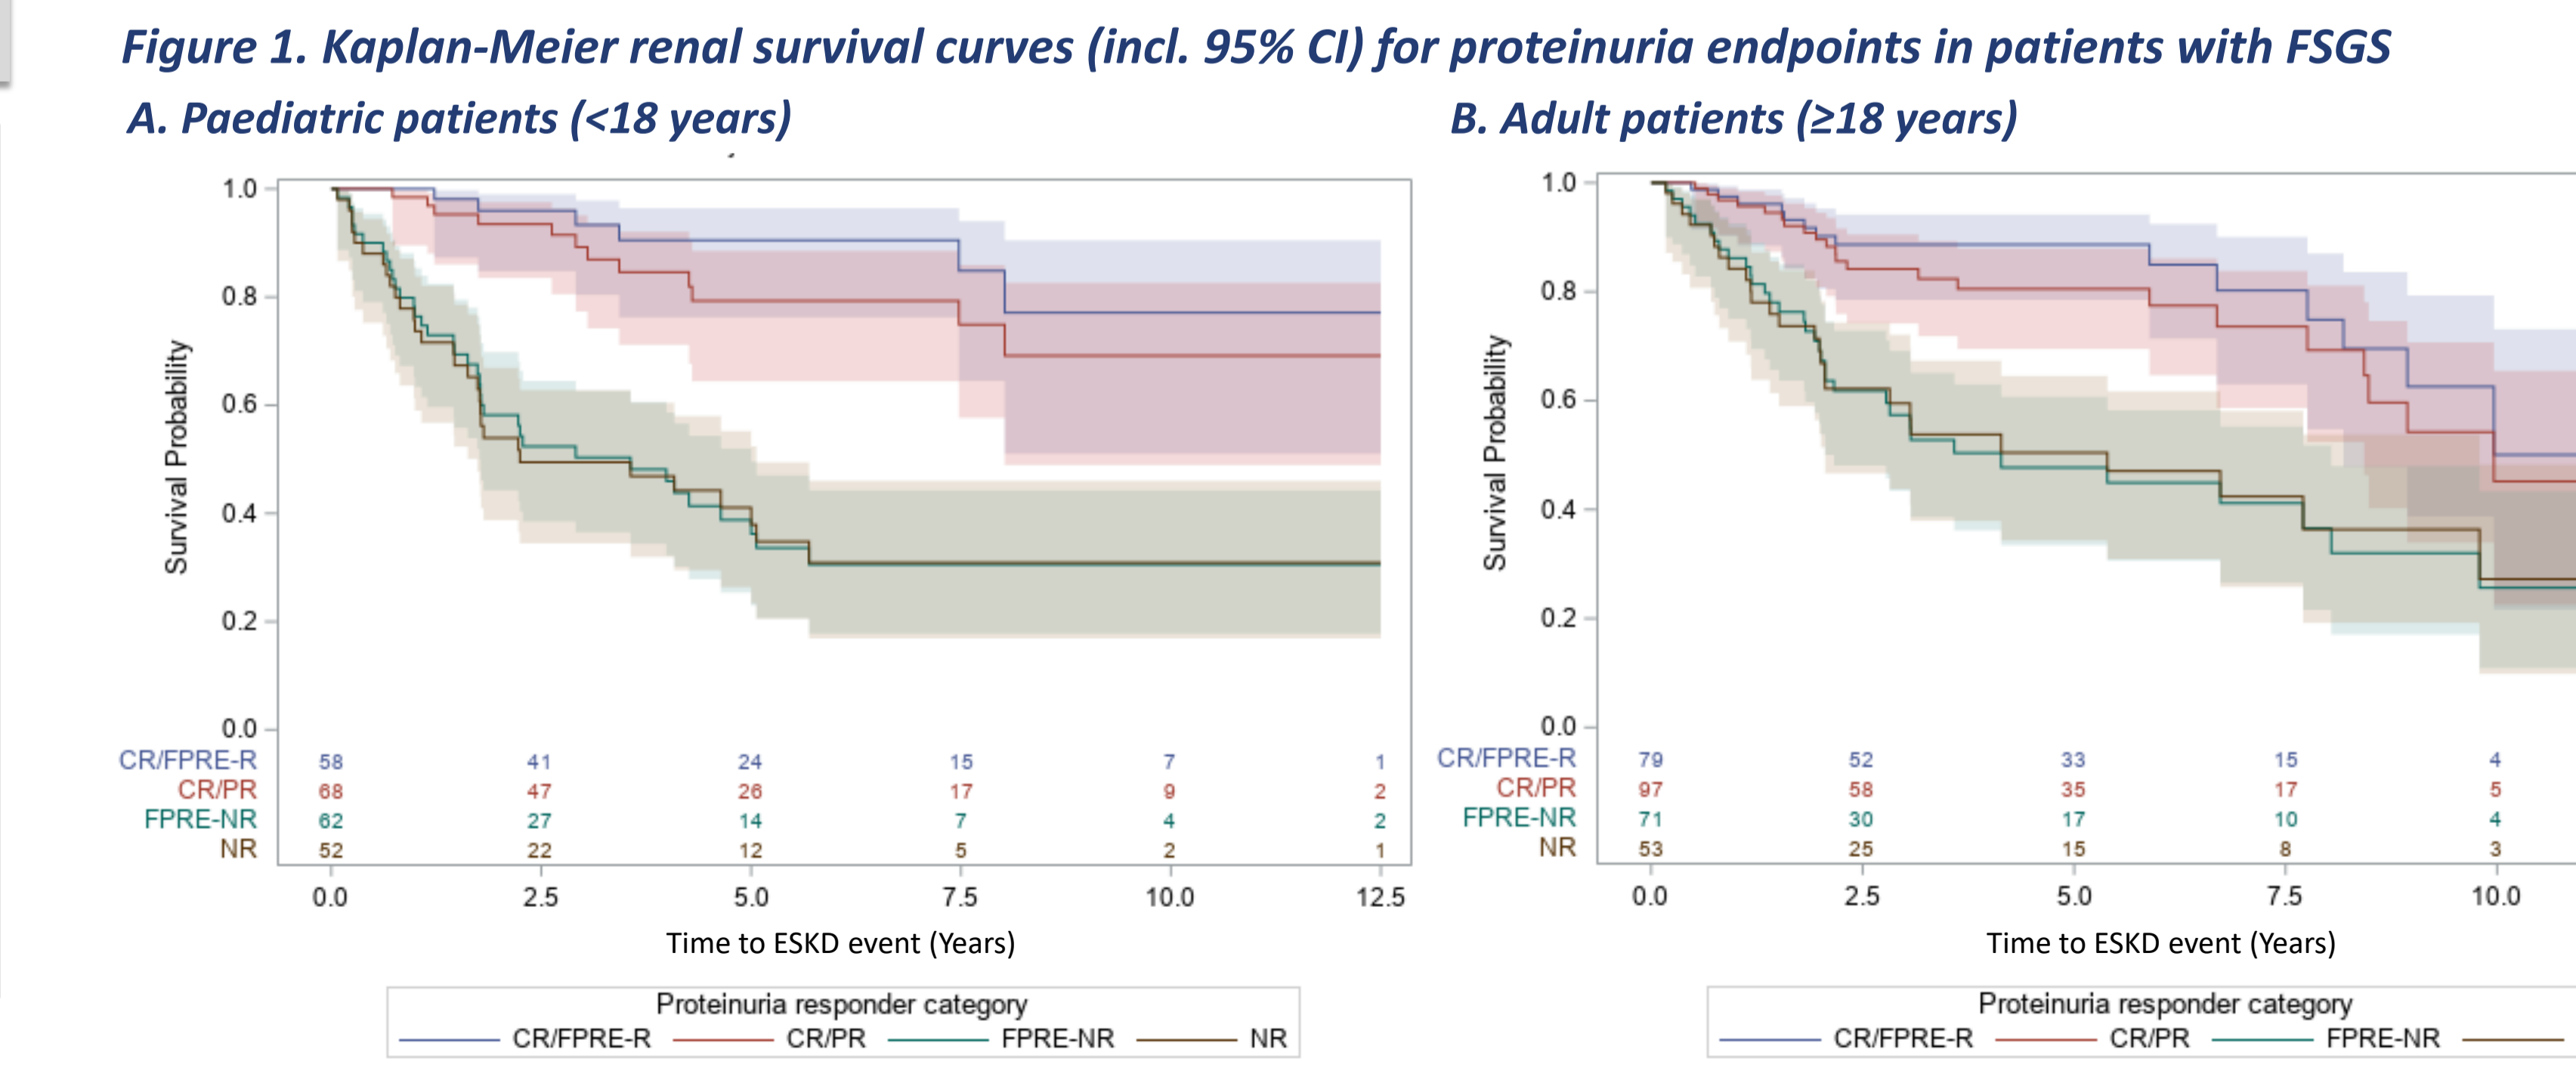 Figure 1. Kaplan-Meier renal survival curves (incl. 95% CI) for proteinuria endpoints in patients with FSGS
A. Paediatric patients (<18 years)
1.0
0.8
0.6
0.4
0.2
0.0
Survival Probability
CR/FPRE-R 58 41 24 15 7 1
CR/PR 68 47 26 17 9 2
FPRE-NR 62 27 14 7 4 2
NR 52 22 12 5 2 1
0.0 2.5 5.0 7.5 10.0 12.5
Time to ESKD event (Years)
Proteinuria responder category
CR/FPRE-R CR/PR FPRE-NR NR
B. Adult patients (≥18 years)
1.0
0.8
0.6
0.4
0.2
0.0
Survival Probability
CR/FPRE-R 79 52 33 15 4
CR/PR 97 58 35 17 5
FPRE-NR 71 30 17 10 4
NR 53 25 15 8 3
0.0 2.5 5.0 7.5 10.0
Time to ESKD event (Years)
Proteinuria responder category
CR/FPRE-R CR/PR FPRE-NR